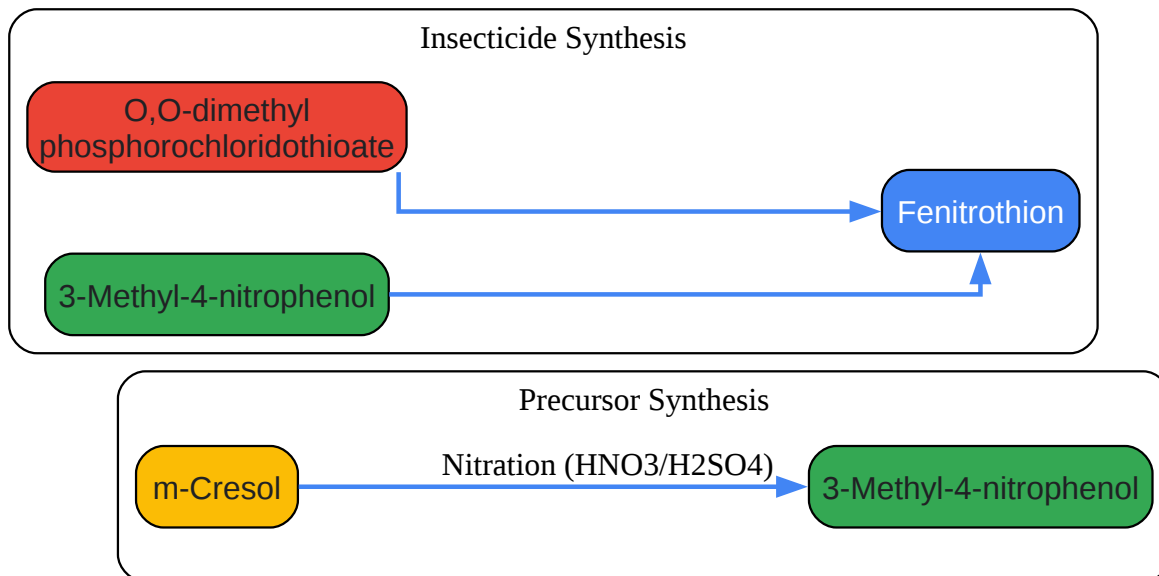 Insecticide Synthesis
O,O-dimethyl
phosphorochloridothioate
Fenitrothion
3-Methyl-4-nitrophenol
Precursor Synthesis
Nitration (HNO3/H2SO4)
m-Cresol
3-Methyl-4-nitrophenol